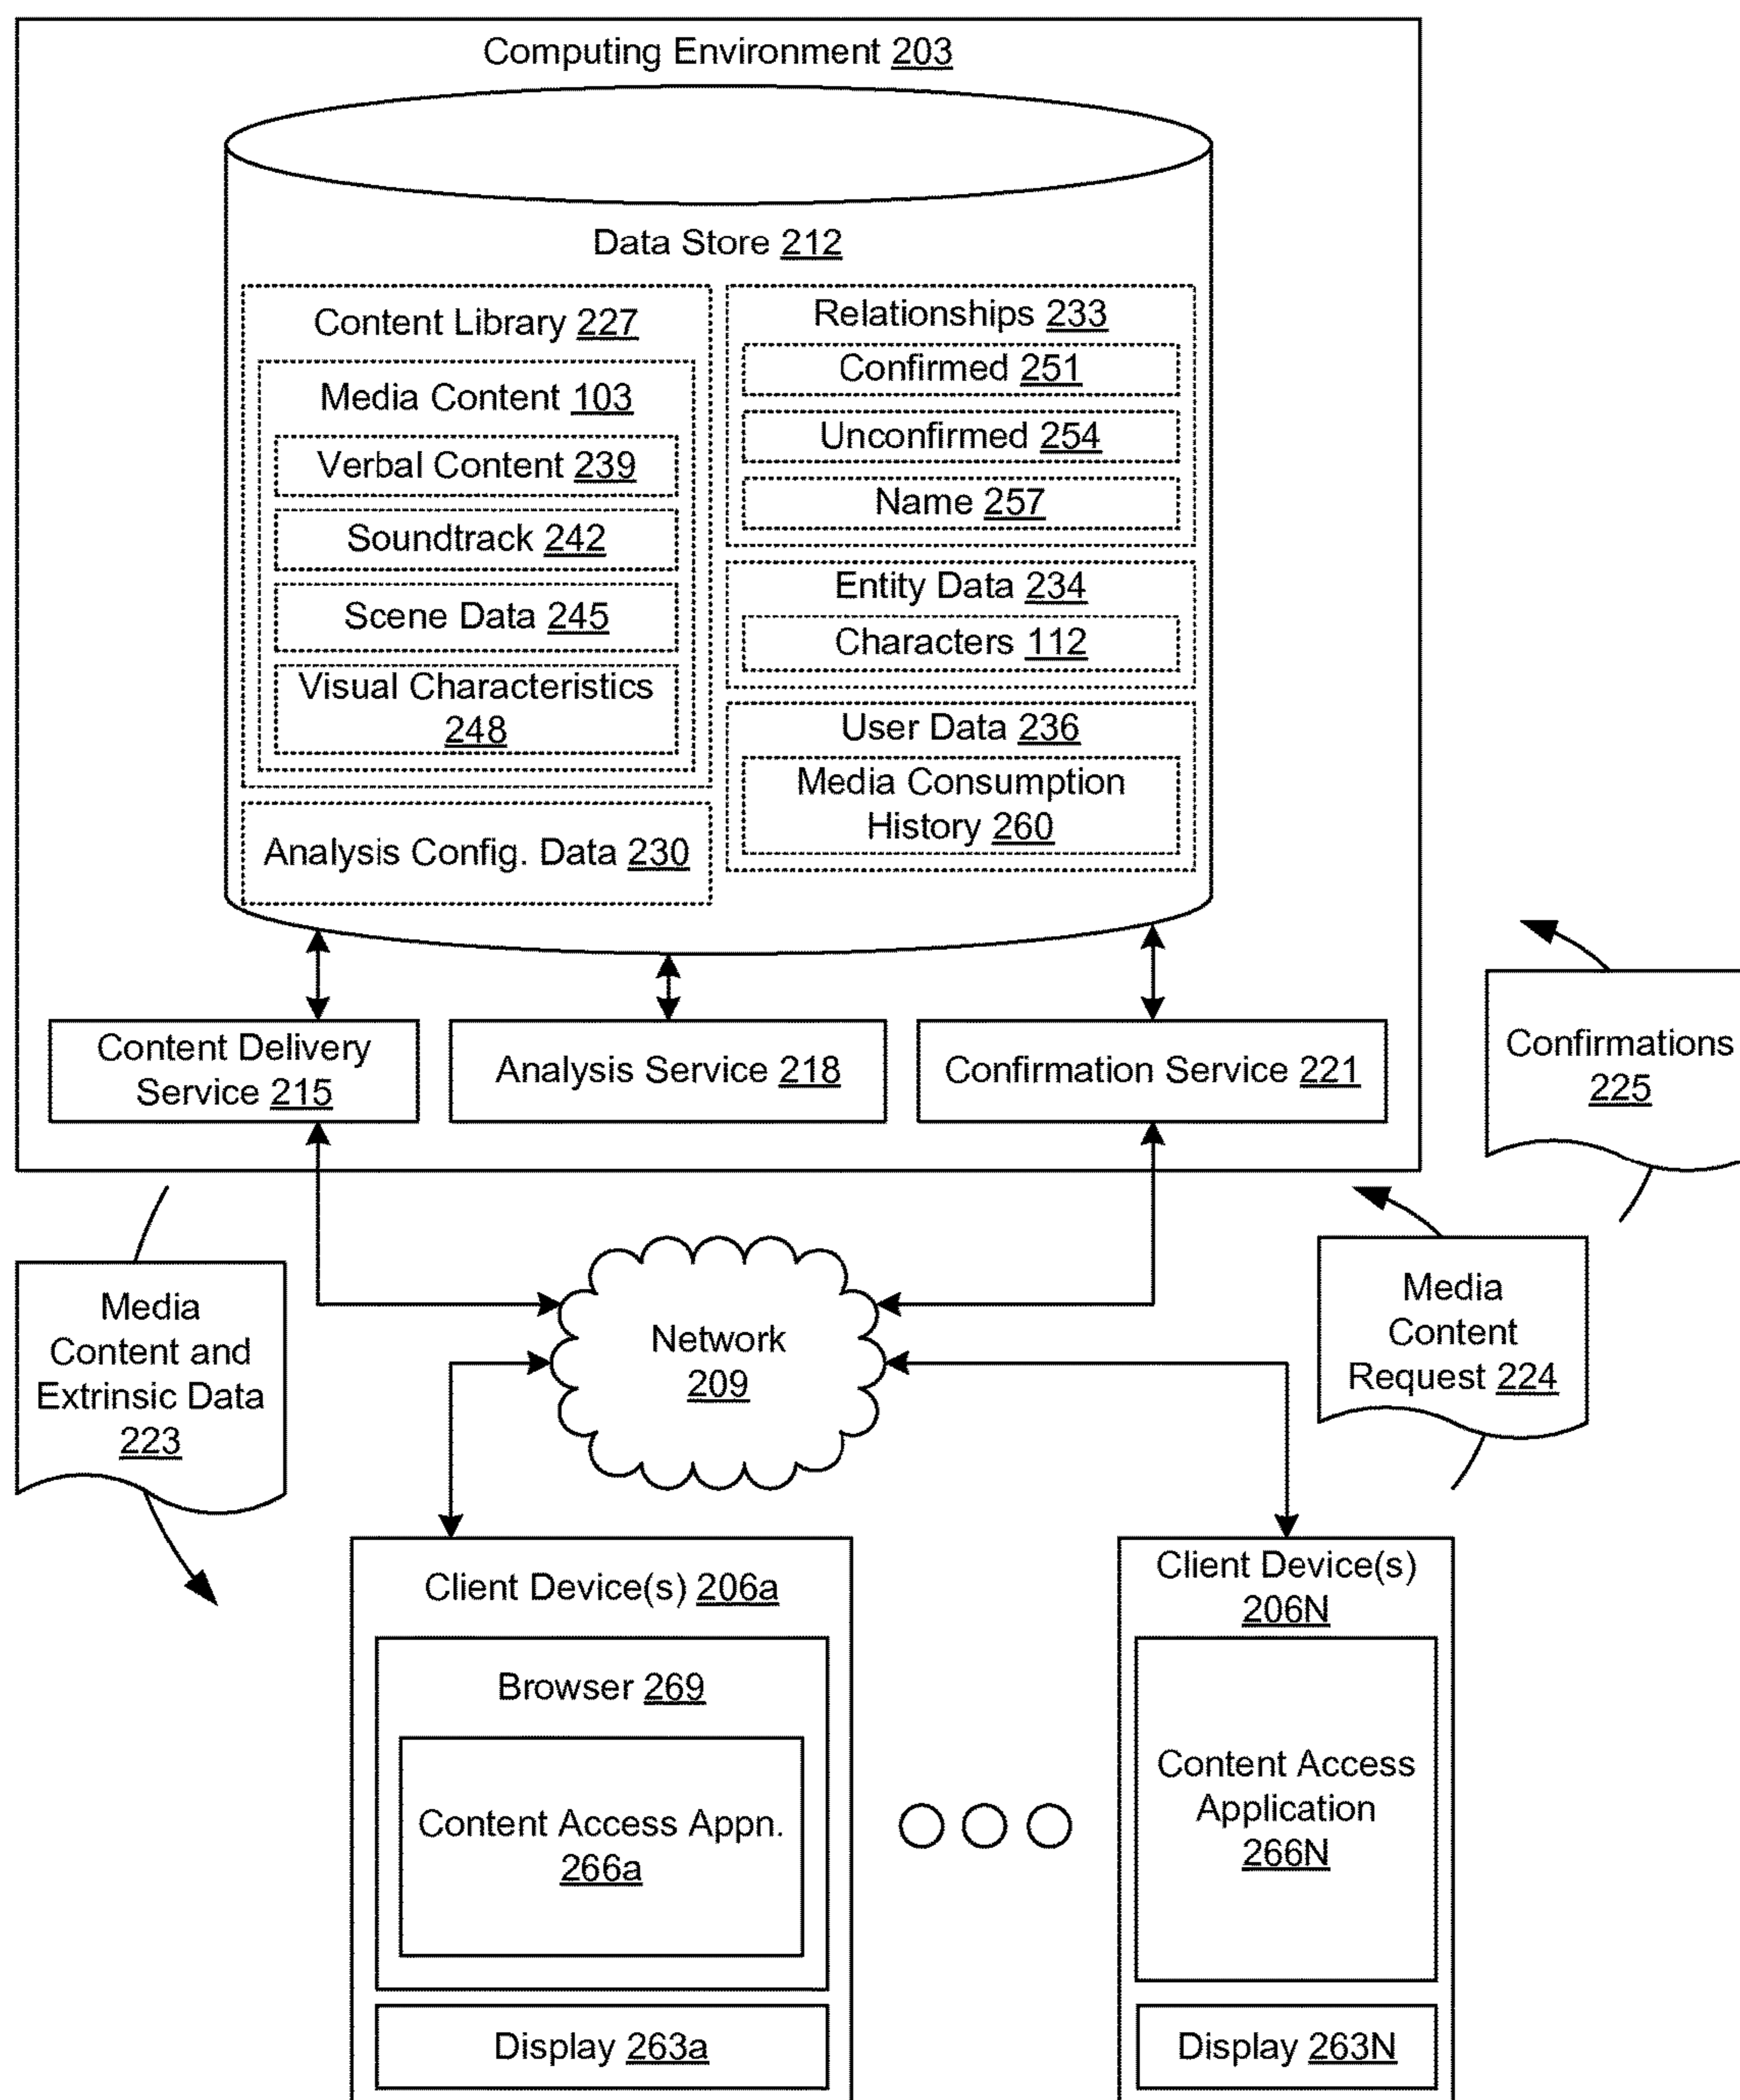 Computing Environment 203
Data Store 212
Content Library 227
Media Content 103
Verbal Content 239
Soundtrack 242
Scene Data 245
Visual Characteristics
248
Analysis Config. Data 230
Relationships 233
Confirmed 251
Unconfirmed 254
Name 257
Entity Data 234
Characters 112
User Data 236
Media Consumption
History 260
Content Delivery
Service 215
Analysis Service 218
Confirmation Service 221
Confirmations
225
Media
Content and
Extrinsic Data
223
Network
209
Media
Content
Request 224
Client Device(s) 206a
Browser 269
Content Access Appn.
266a
Display 263a
Client Device(s)
206N
Content Access
Application
266N
Display 263N